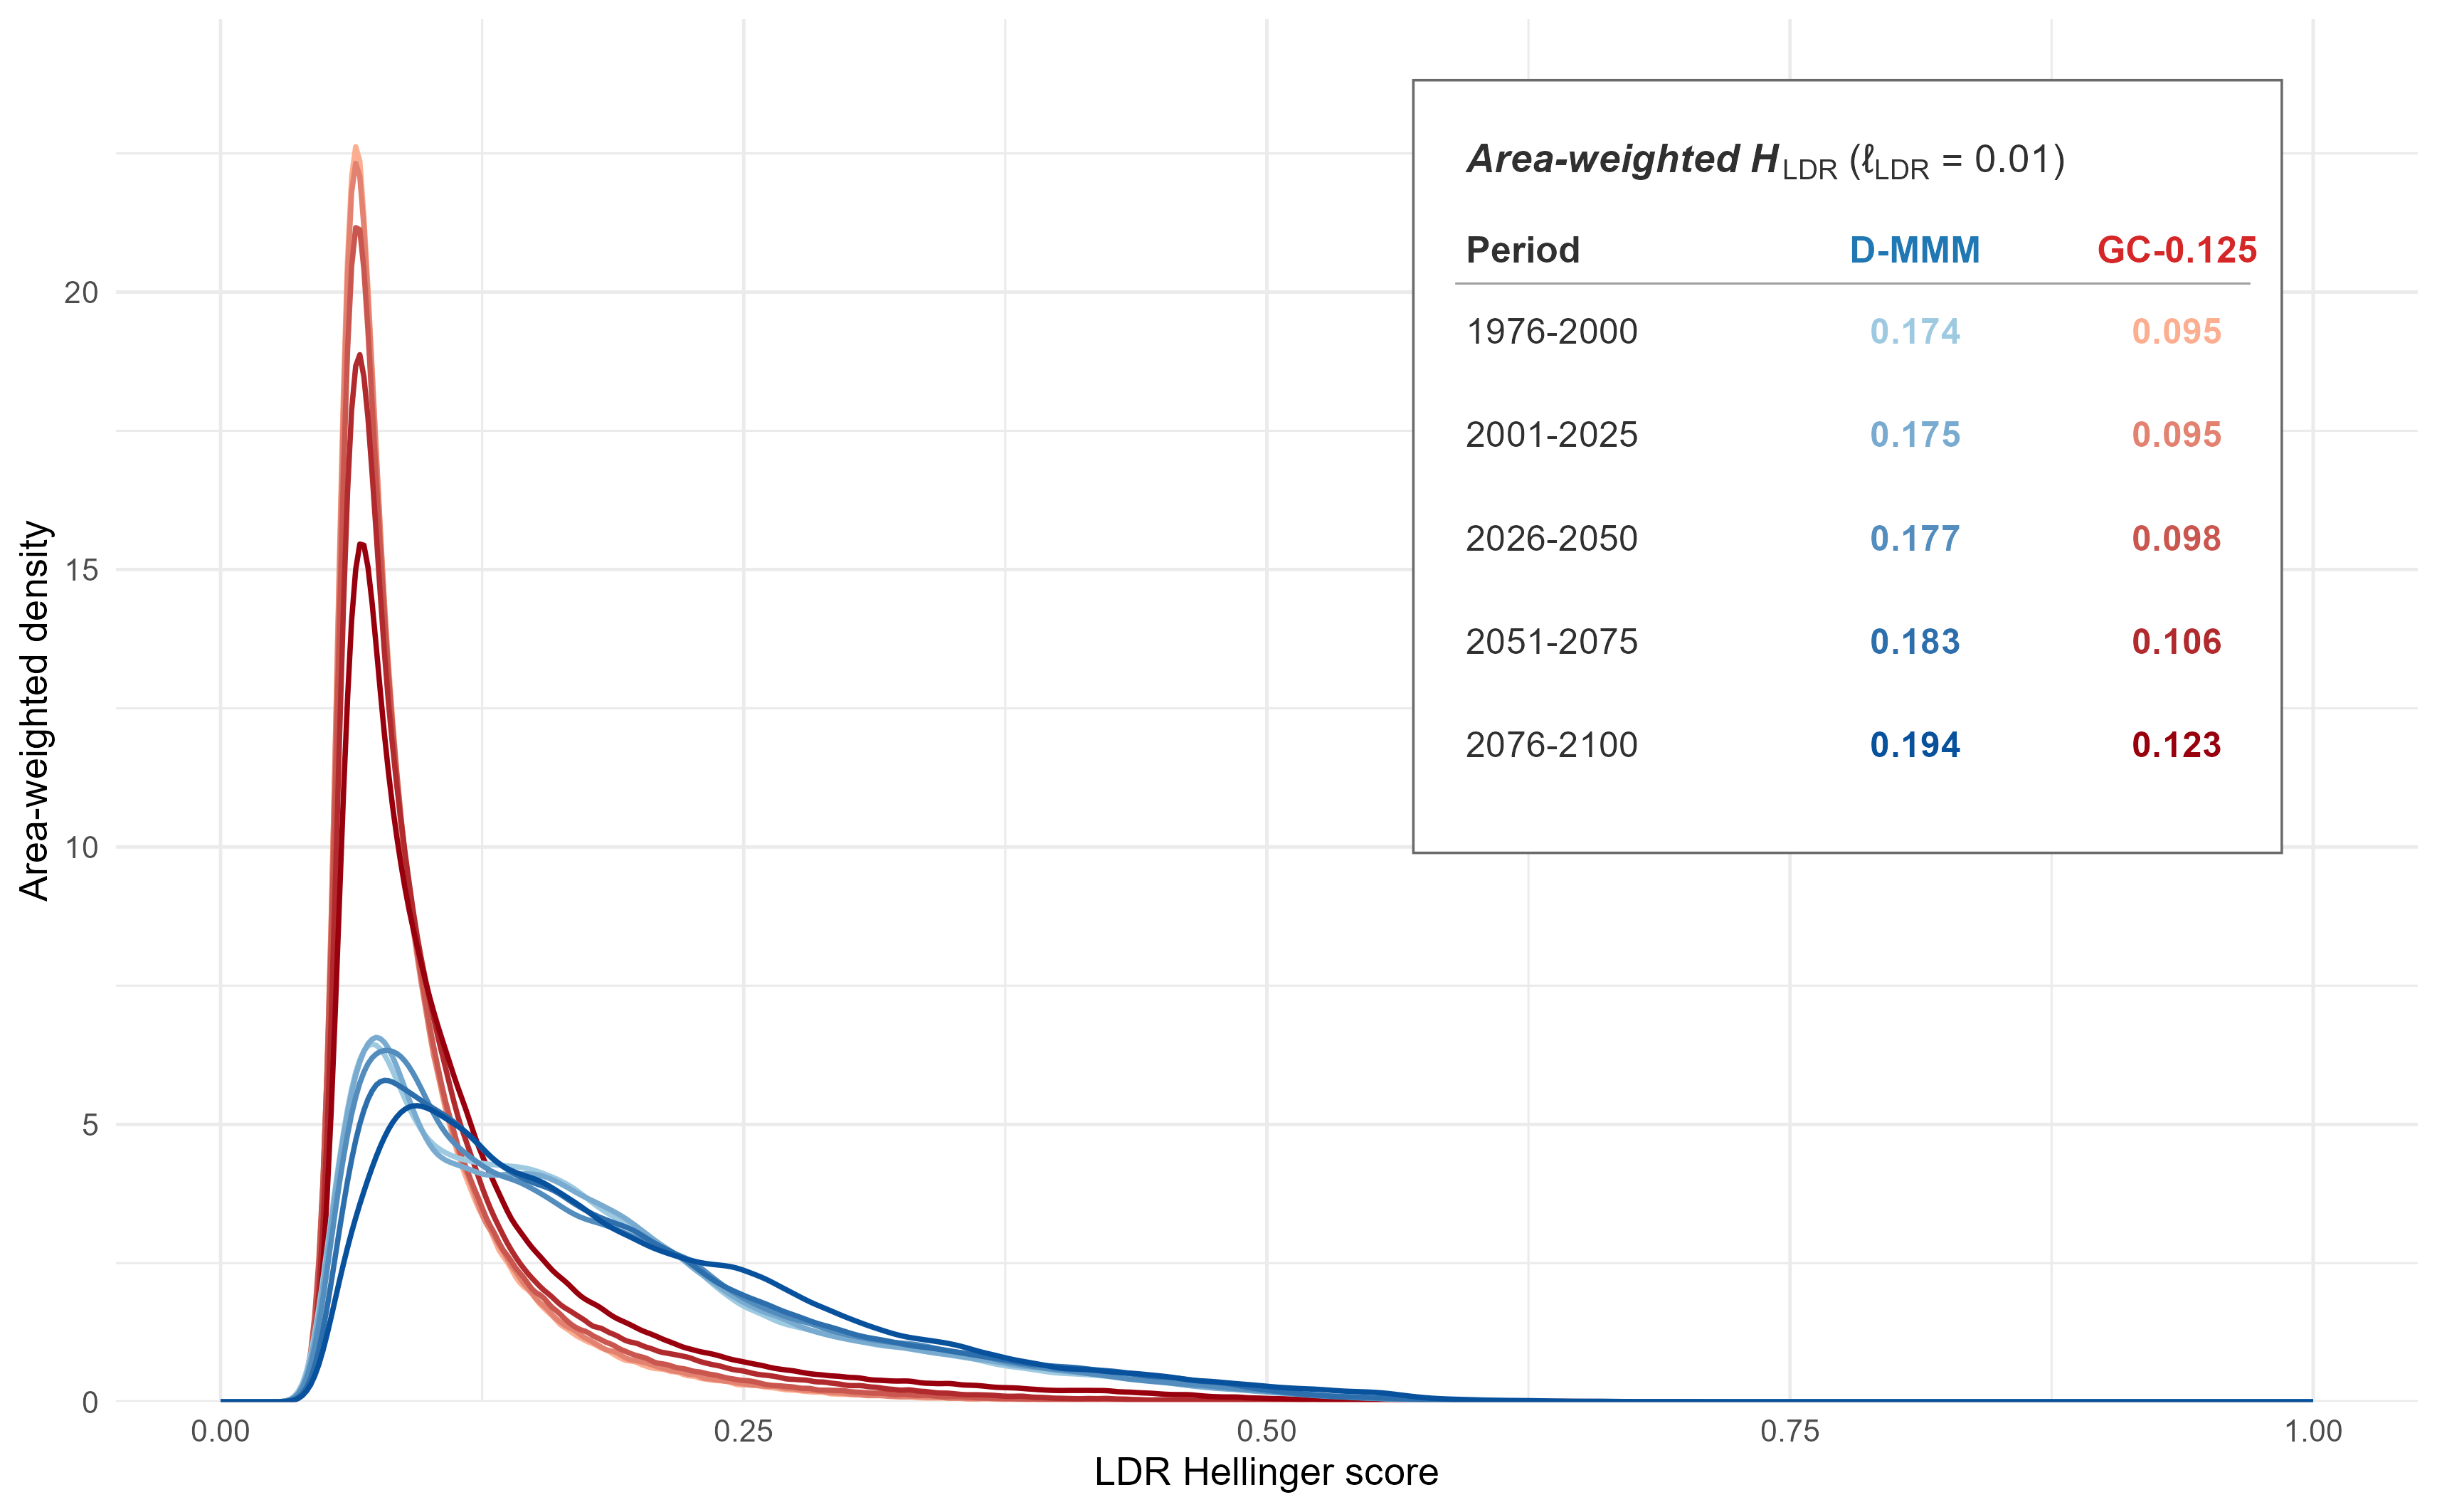 Area-weighted H LDR (ℓLDR = 0.01)
Period D-MMM GC-0.125
1976-2000 0.174 0.095
2001-2025 0.175 0.095
2026-2050 0.177 0.098
2051-2075 0.183 0.106
2076-2100 0.194 0.123
Area-weighted density
20
15
10
5
0
0.00 0.25 0.50 0.75 1.00
LDR Hellinger score